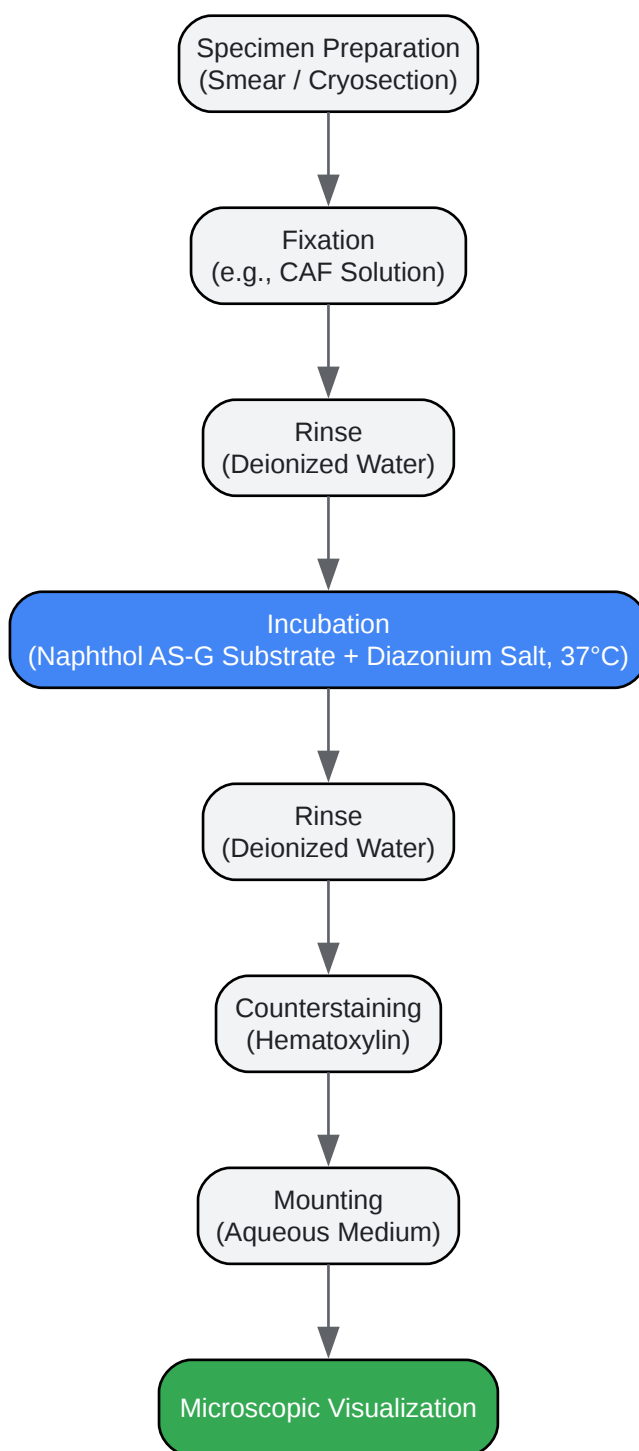 Specimen Preparation
(Smear / Cryosection)
Fixation
(e.g., CAF Solution)
Rinse
(Deionized Water)
Incubation
(Naphthol AS-G Substrate + Diazonium Salt, 37°C)
Rinse
(Deionized Water)
Counterstaining
(Hematoxylin)
Mounting
(Aqueous Medium)
Microscopic Visualization